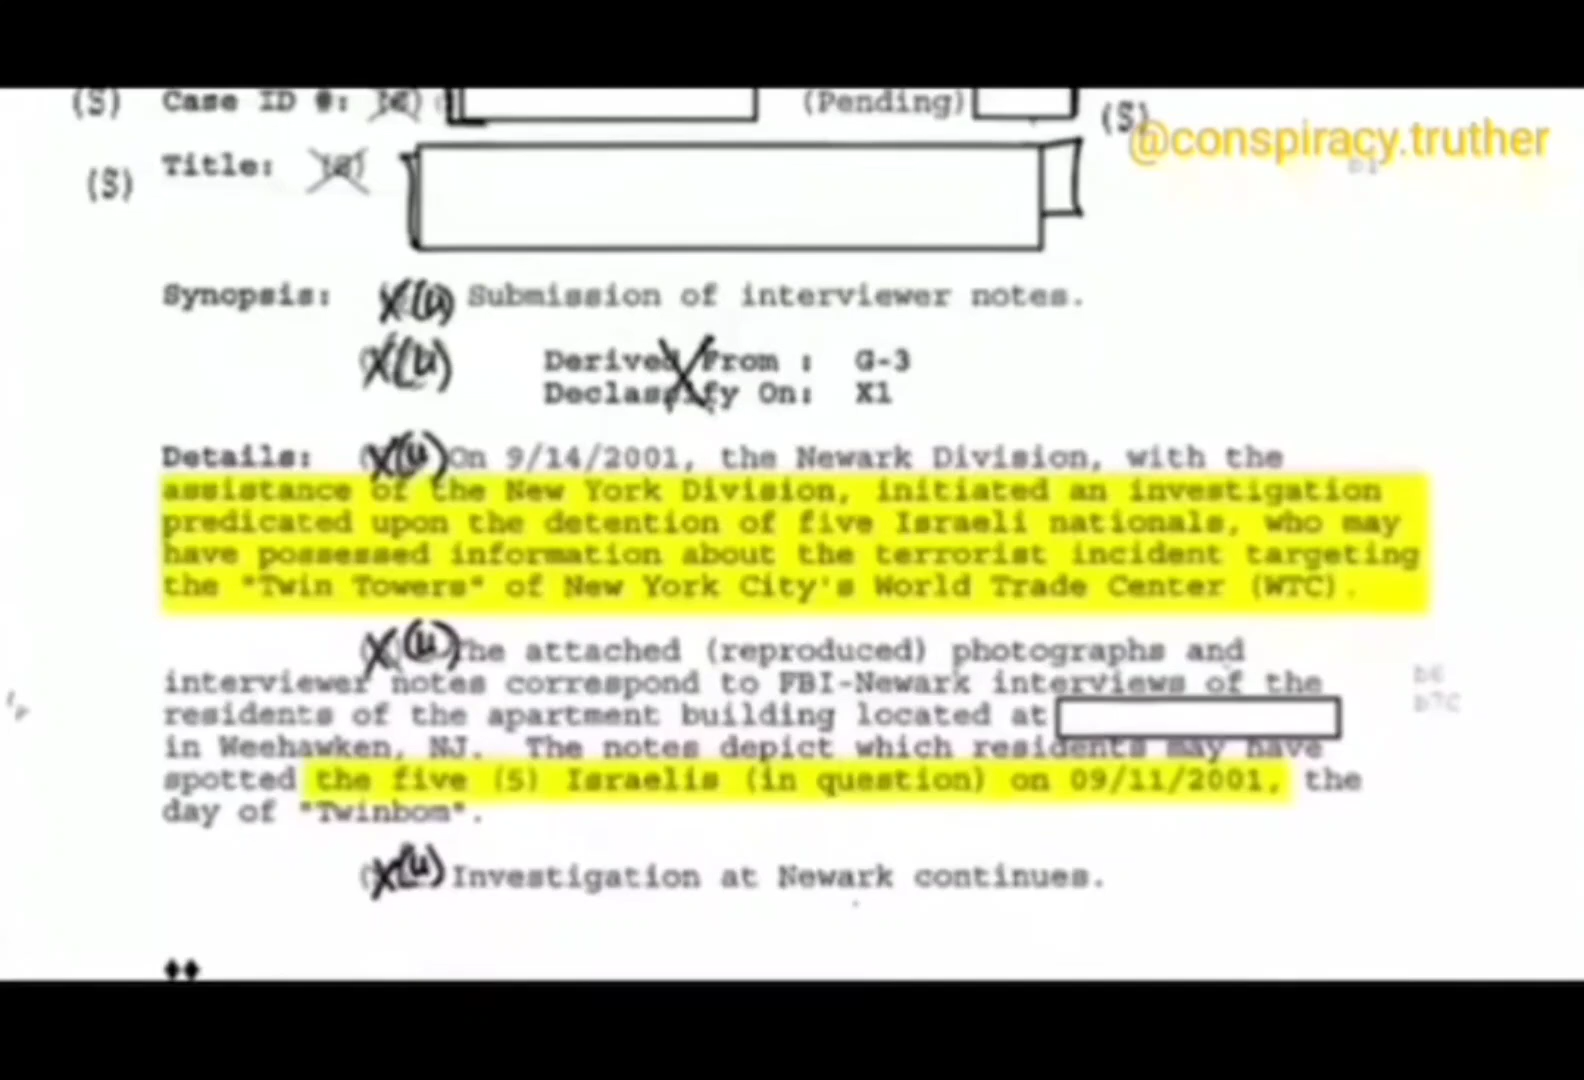 (S) Case ID #: (Pending) (S)
@conspiracy.truther
(S) Title:
b1
Synopsis: X(u) Submission of interviewer notes.
X(u) Derived From : G-3
Declassify On: X1
Details: X(u) On 9/14/2001, the Newark Division, with the
assistance of the New York Division, initiated an investigation
predicated upon the detention of five Israeli nationals, who may
have possessed information about the terrorist incident targeting
the "Twin Towers" of New York City's World Trade Center (WTC).
X(u) The attached (reproduced) photographs and
interviewer notes correspond to FBI-Newark interviews of the
b6
residents of the apartment building located at
b7C
in Weehawken, NJ. The notes depict which residents may have
spotted the five (5) Israelis (in question) on 09/11/2001, the
day of "Twinbom".
X(u) Investigation at Newark continues.